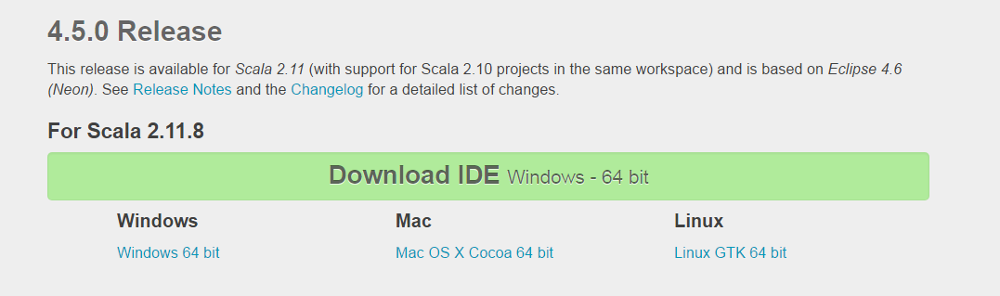 4.5.0 Release
This release is available for Scala 2.11 (with support for Scala 2.10 projects in the same workspace) and is based on Eclipse 4.6
(Neon). See Release Notes and the Changelog for a detailed list of changes.
For Scala 2.11.8
Download IDE Windows - 64 bit
Windows Mac Linux
Windows 64 bit Mac OS X Cocoa 64 bit Linux GTK 64 bit